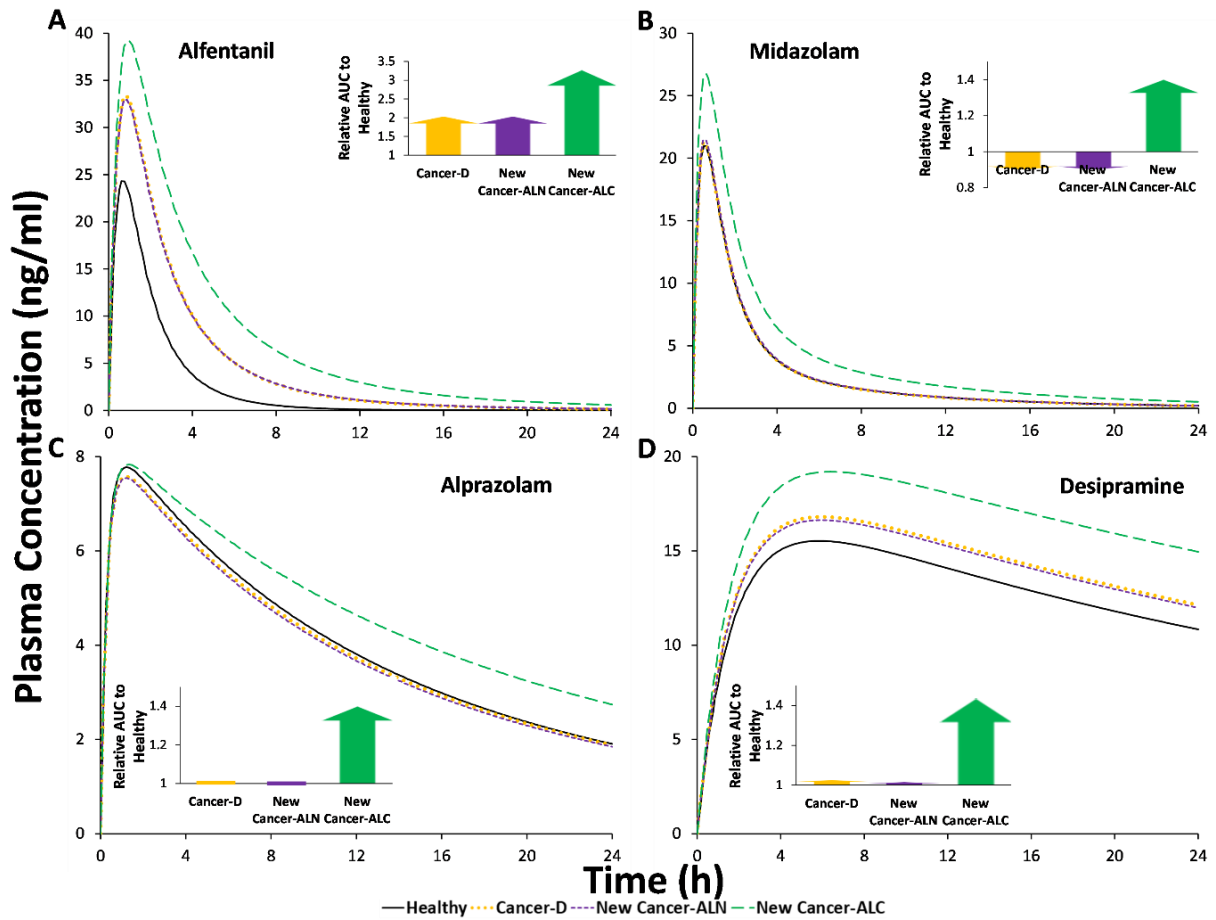 A
Alfentanil
Plasma Concentration (ng/ml)
40
35
30
25
20
15
10
5
0
0 4 8 12 16 20 24
Relative AUC to
Healthy
3.5
3
2.5
2
1.5
1
Cancer-D New New
Cancer-ALN Cancer-ALC
B
Midazolam
30
25
20
15
10
5
0
0 4 8 12 16 20 24
Relative AUC to
Healthy
1.4
1.2
1
0.8
Cancer-D New New
Cancer-ALN Cancer-ALC
C
Alprazolam
8
6
4
2
0
0 4 8 12 16 20 24
Relative AUC to
Healthy
1.4
1.2
1
Cancer-D New New
Cancer-ALN Cancer-ALC
D
Desipramine
20
15
10
5
0
0 4 8 12 16 20 24
Relative AUC to
Healthy
1.4
1.2
1
Cancer-D New New
Cancer-ALN Cancer-ALC
Time (h)
Healthy Cancer-D New Cancer-ALN New Cancer-ALC